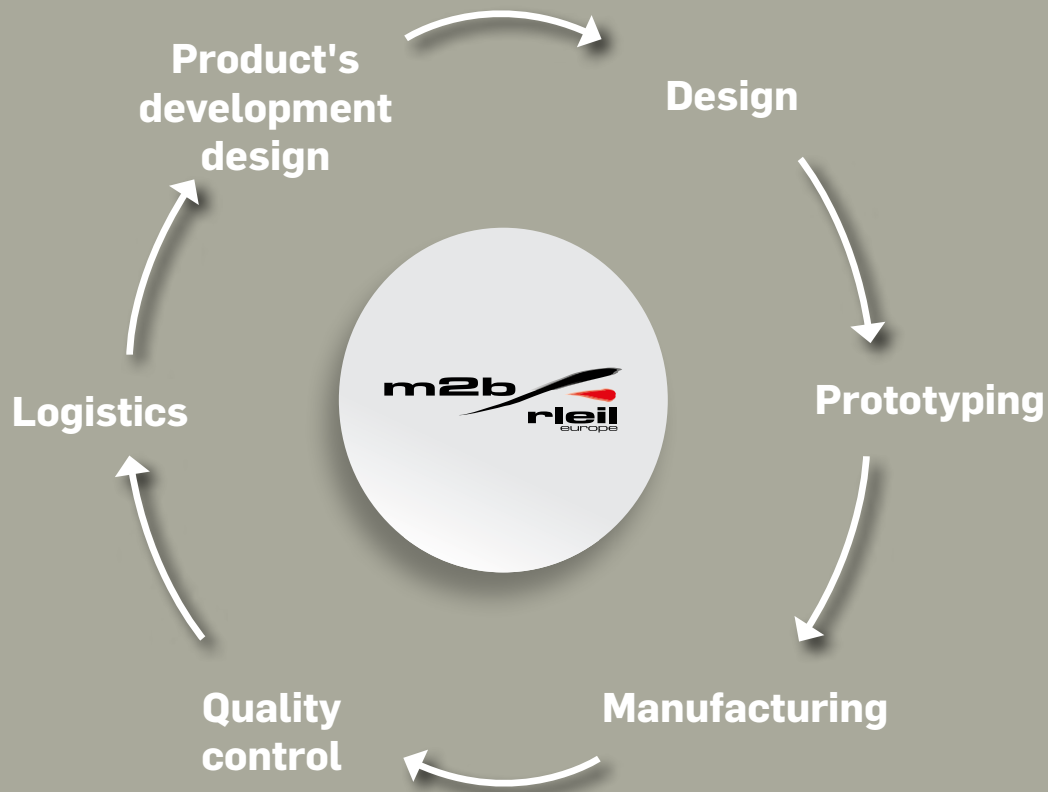 Product's
development
design
Design
Prototyping
Manufacturing
Quality
control
Logistics
m2b
rleil
europe